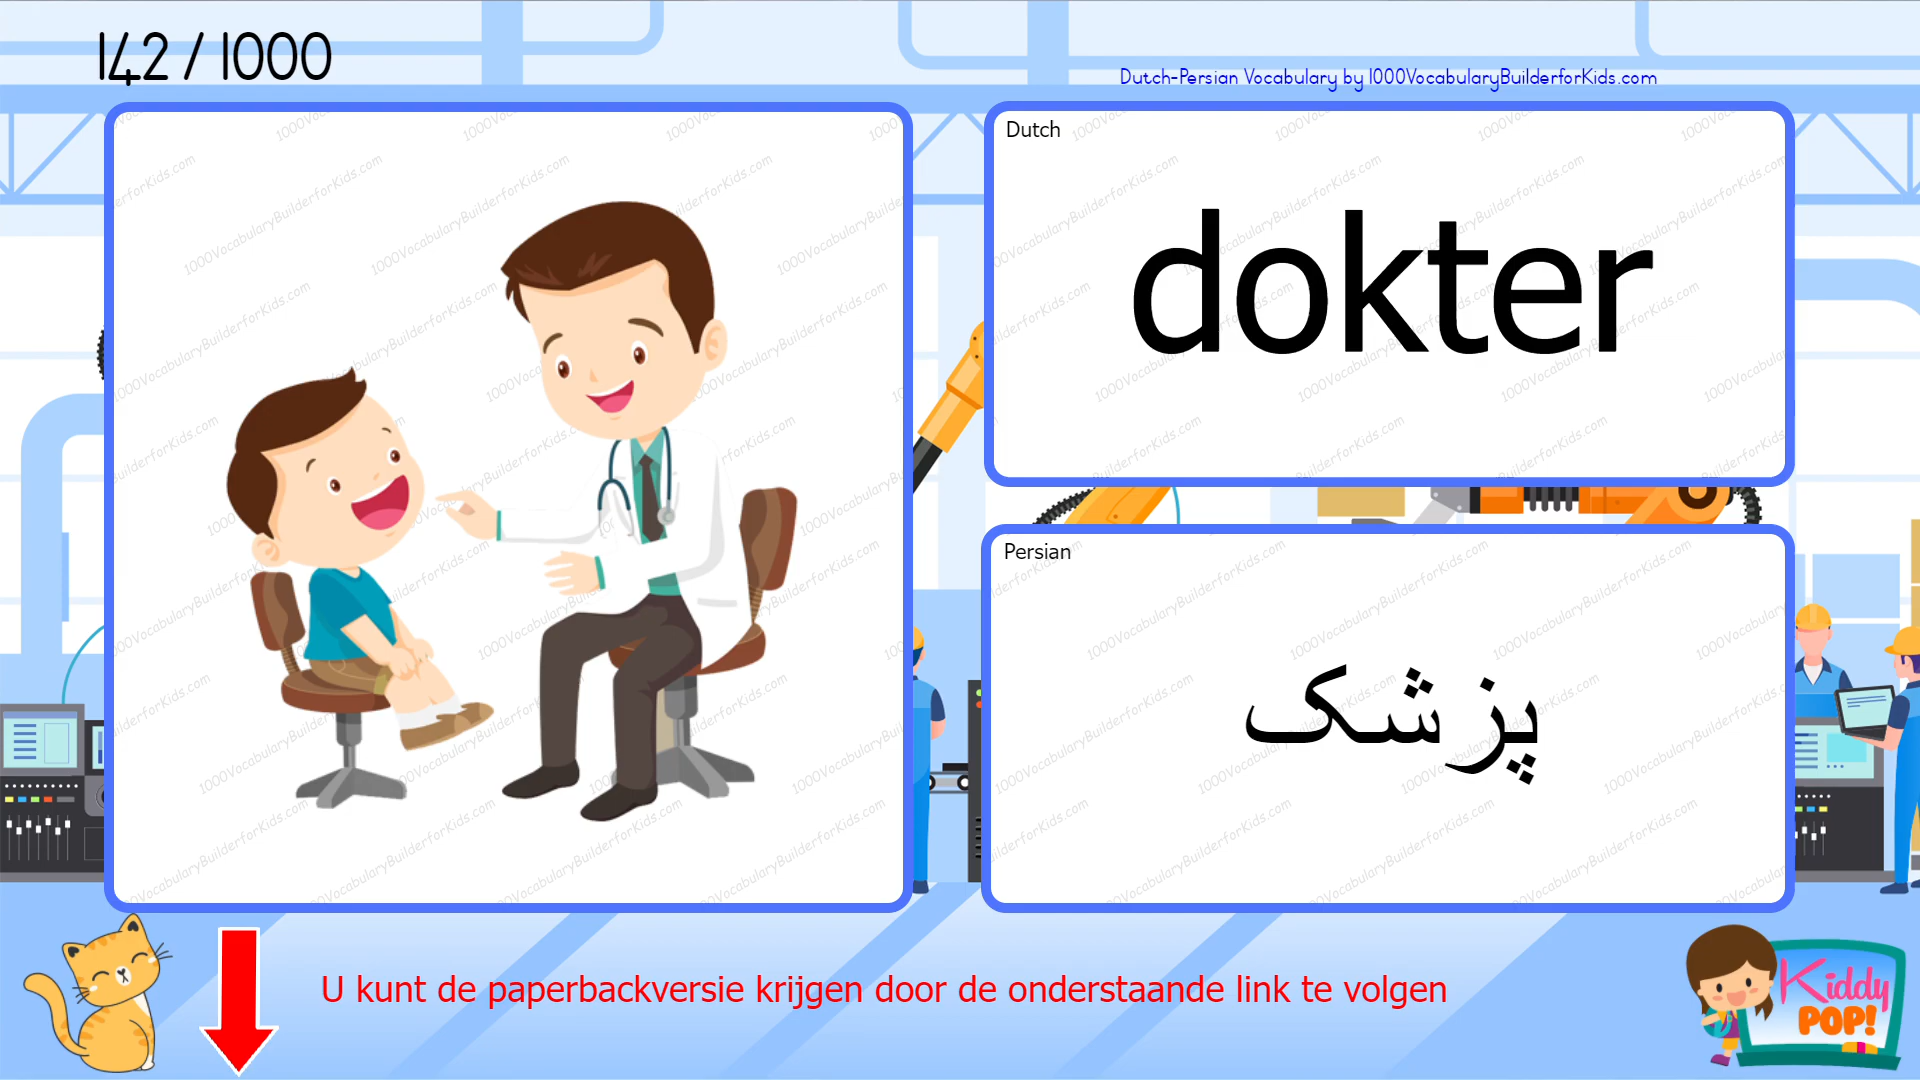 142 / 1000
Dutch-Persian Vocabulary by 1000VocabularyBuilderforKids.com
Dutch
dokter
Persian
پزشک
U kunt de paperbackversie krijgen door de onderstaande link te volgen
Kiddy
POP!